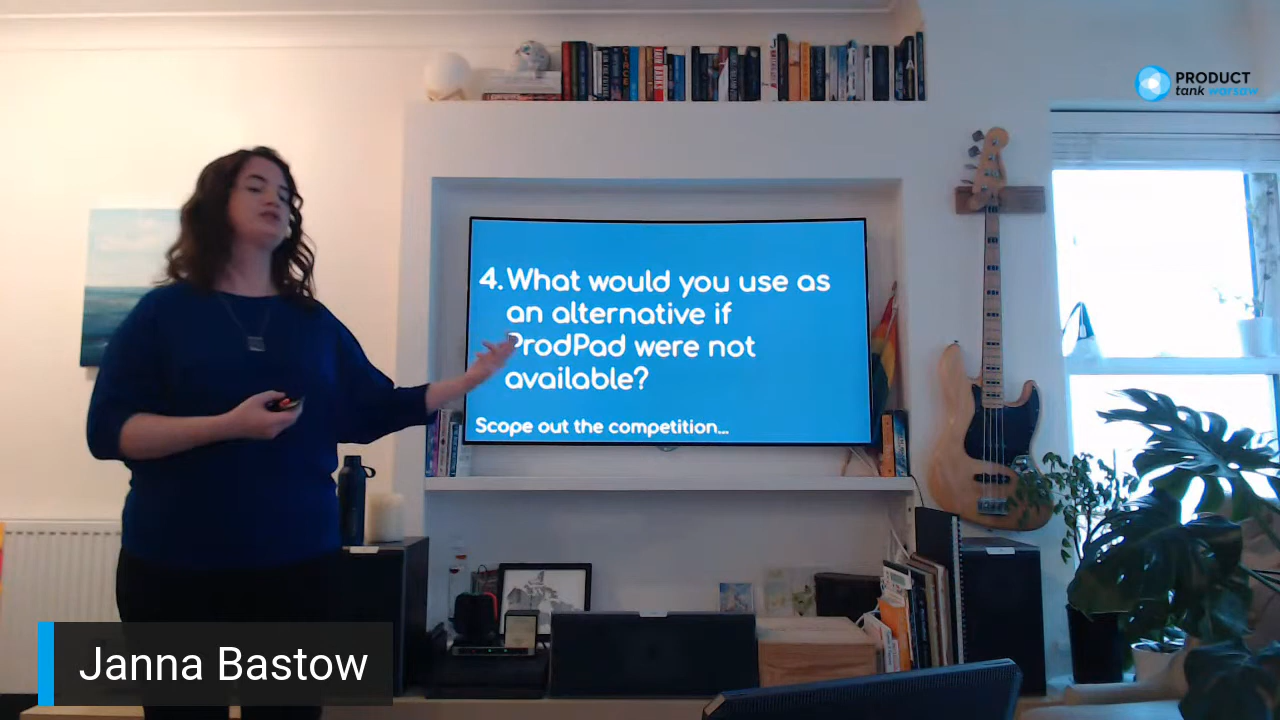 PRODUCT
tank warsaw
4. What would you use as
an alternative if
ProdPad were not
available?
Scope out the competition...
Janna Bastow